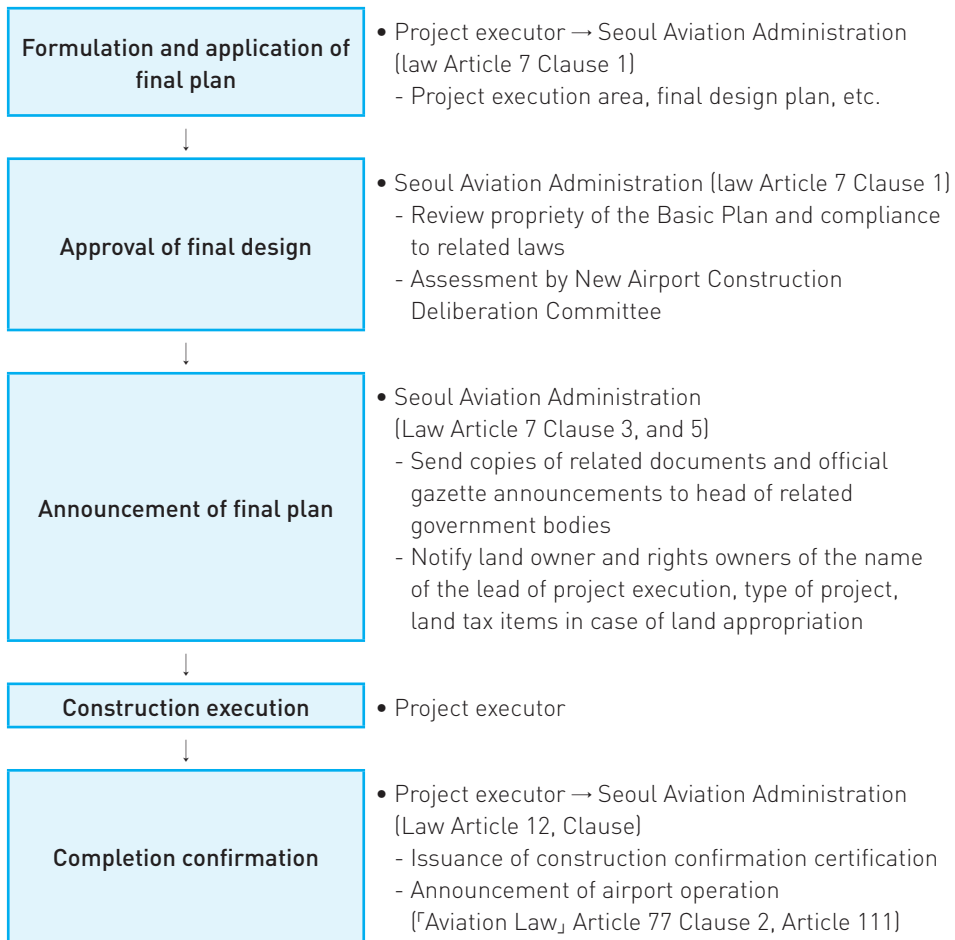 Formulation and application of
final plan
• Project executor → Seoul Aviation Administration
(law Article 7 Clause 1)
- Project execution area, final design plan, etc.
↓
Approval of final design
• Seoul Aviation Administration (law Article 7 Clause 1)
- Review propriety of the Basic Plan and compliance
to related laws
- Assessment by New Airport Construction
Deliberation Committee
↓
Announcement of final plan
• Seoul Aviation Administration
(Law Article 7 Clause 3, and 5)
- Send copies of related documents and official
gazette announcements to head of related
government bodies
- Notify land owner and rights owners of the name
of the lead of project execution, type of project,
land tax items in case of land appropriation
↓
Construction execution
• Project executor
↓
Completion confirmation
• Project executor → Seoul Aviation Administration
(Law Article 12, Clause)
- Issuance of construction confirmation certification
- Announcement of airport operation
(「Aviation Law」 Article 77 Clause 2, Article 111)